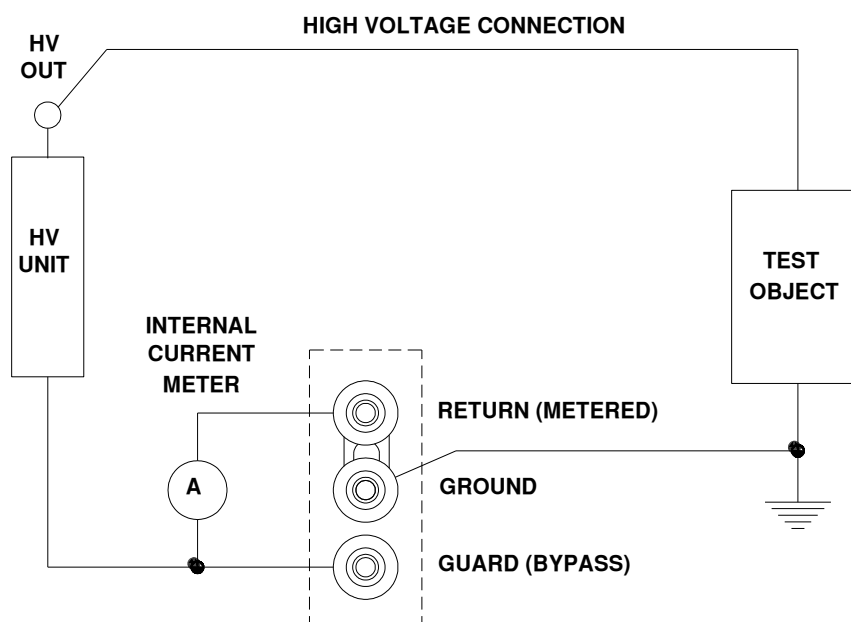 HIGH VOLTAGE CONNECTION
HV
OUT
HV
UNIT
TEST
OBJECT
INTERNAL
CURRENT
METER
RETURN (METERED)
A
GROUND
GUARD (BYPASS)